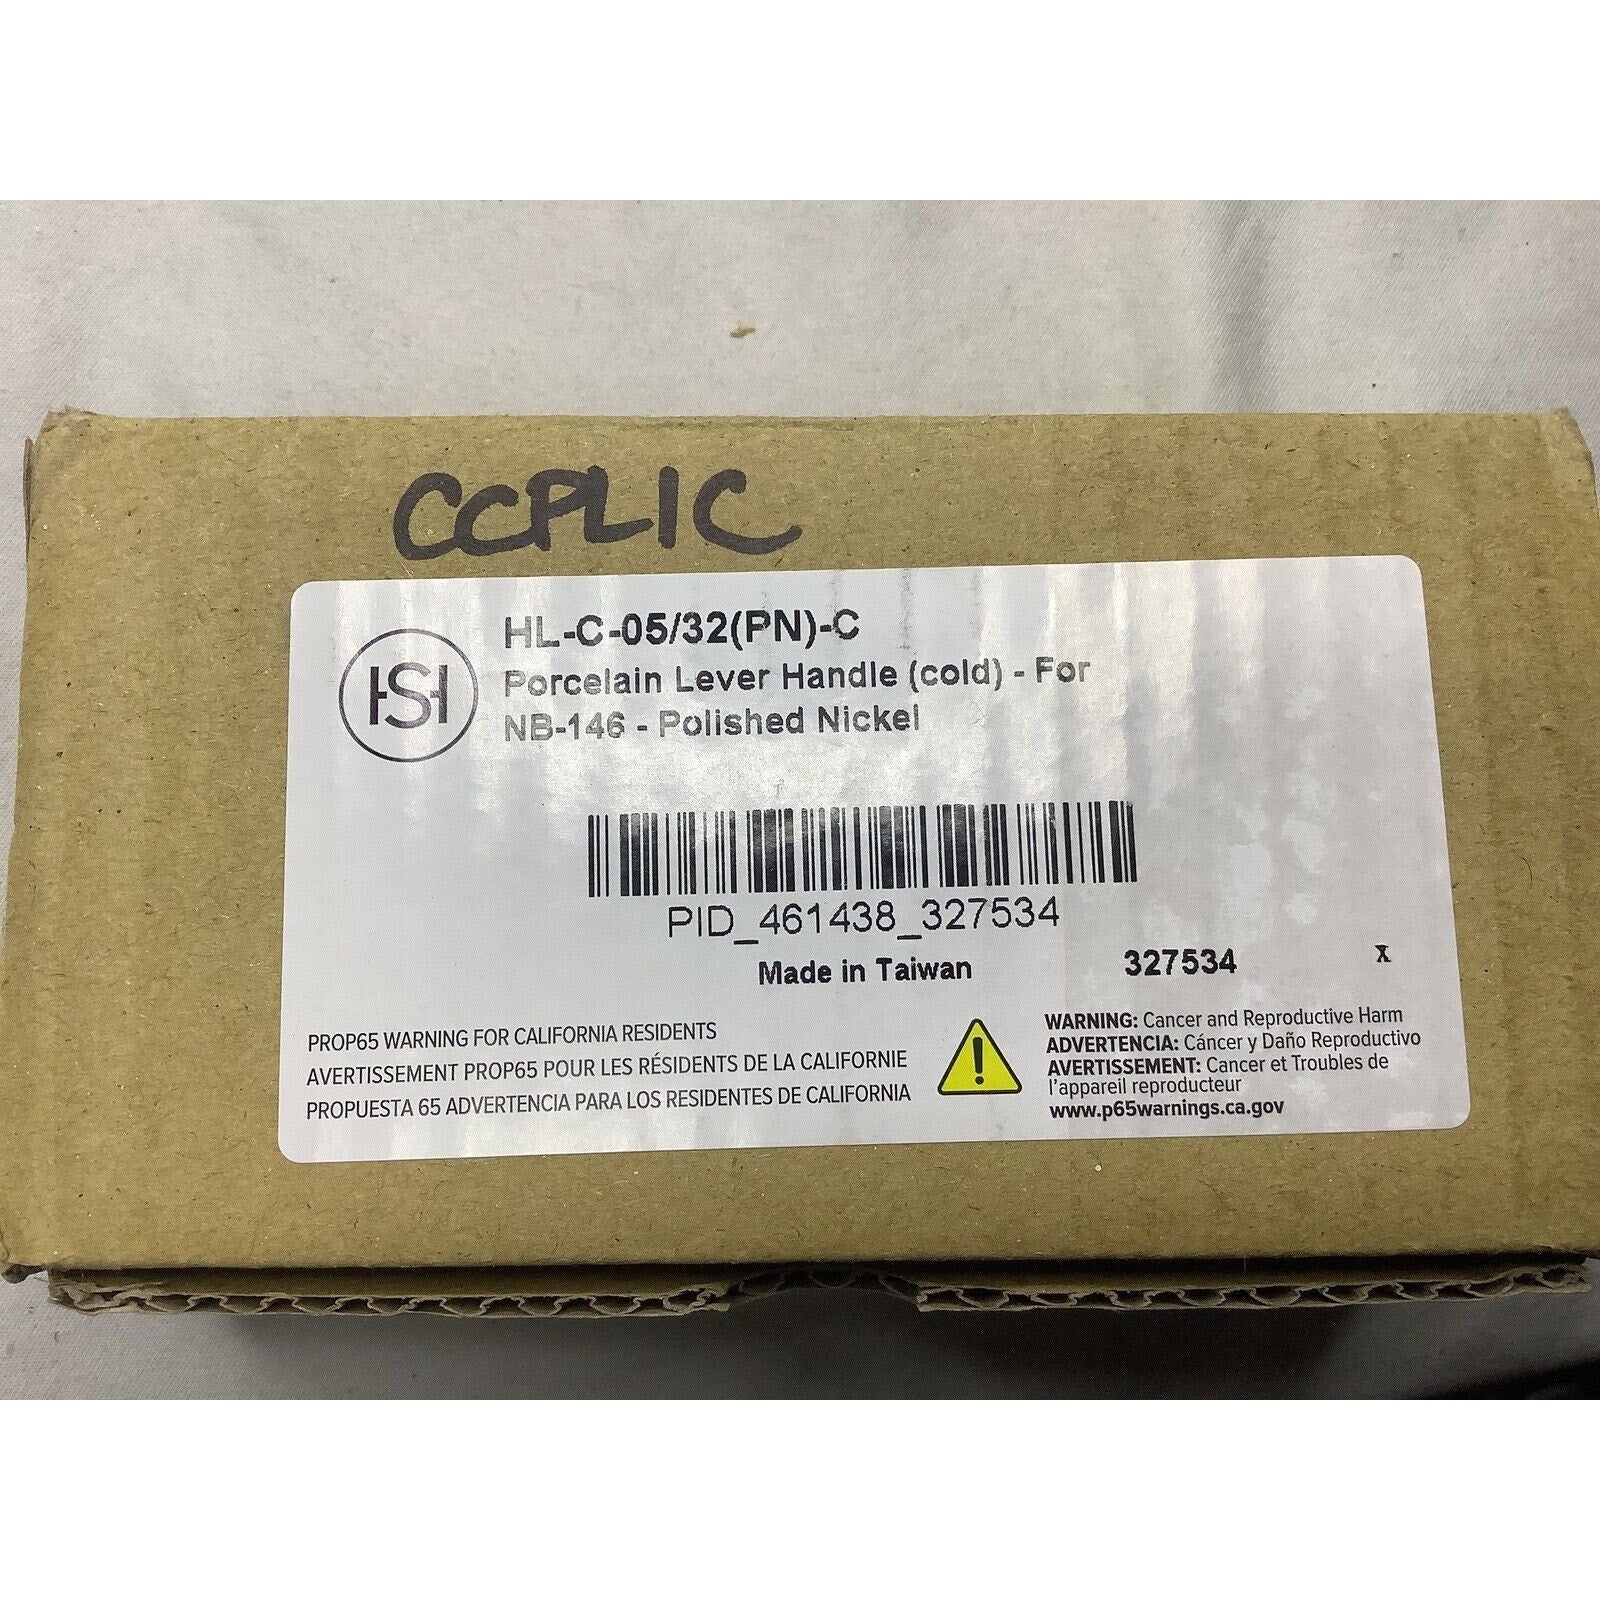 CCPLIC
HSH
HL-C-05/32(PN)-C
Porcelain Lever Handle (cold) - For
NB-146 - Polished Nickel
PID_461438_327534
Made in Taiwan
327534
X
PROP65 WARNING FOR CALIFORNIA RESIDENTS
AVERTISSEMENT PROP65 POUR LES RÉSIDENTS DE LA CALIFORNIE
PROPUESTA 65 ADVERTENCIA PARA LOS RESIDENTES DE CALIFORNIA
WARNING: Cancer and Reproductive Harm
ADVERTENCIA: Cáncer y Daño Reproductivo
AVERTISSEMENT: Cancer et Troubles de
l'appareil reproducteur
www.p65warnings.ca.gov